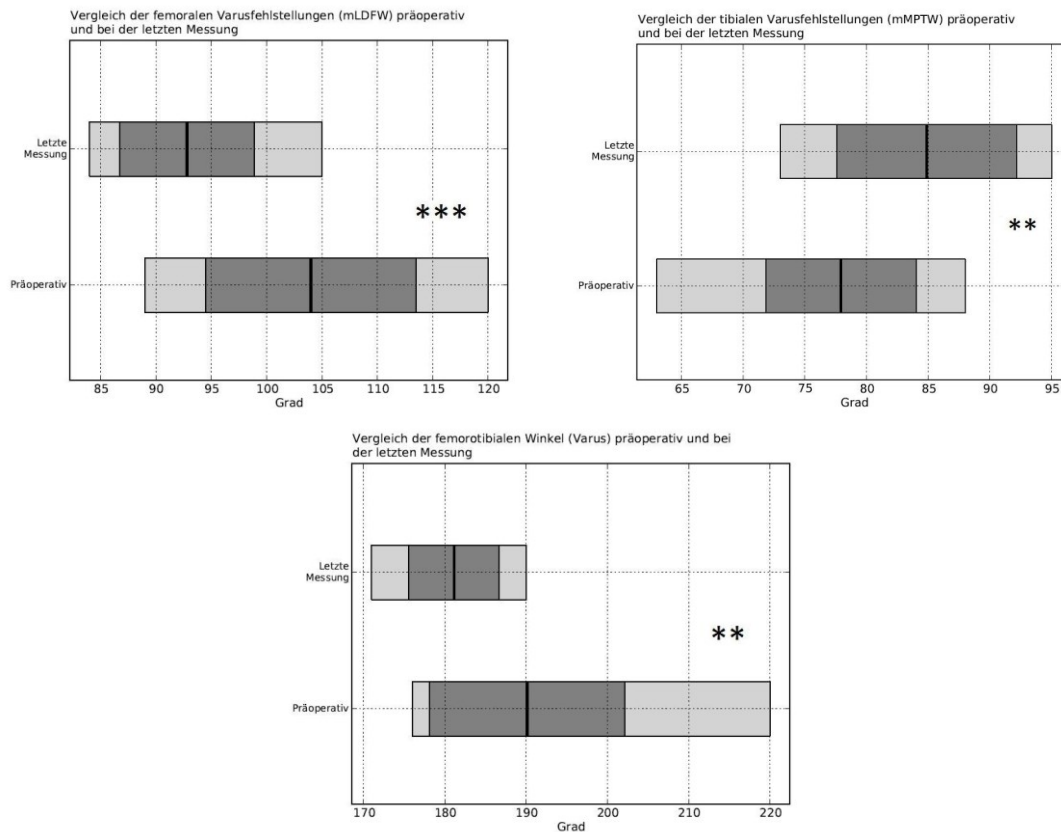 Vergleich der femoralen Varusfehlstellungen (mLDFW) präoperativ
und bei der letzten Messung
Letzte
Messung
***
Präoperativ
85 90 95 100 105 110 115 120
Grad
Vergleich der tibialen Varusfehlstellungen (mMPTW) präoperativ
und bei der letzten Messung
Letzte
Messung
**
Präoperativ
65 70 75 80 85 90 95
Grad
Vergleich der femorotibialen Winkel (Varus) präoperativ und bei
der letzten Messung
Letzte
Messung
**
Präoperativ
170 180 190 200 210 220
Grad